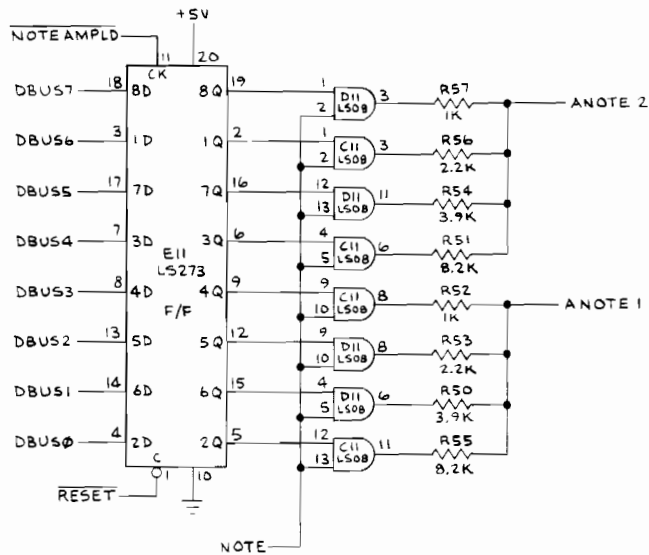 +5V
NOTEAMPLD
11 20
CK
DBUS7 18 8D 8Q 19 1 D11 3 R57 ANOTE 2
2 LS08 1K
DBUS6 3 1D 1Q 2 1 C11 3 R56
2 LS08 2.2K
DBUS5 17 7D 7Q 16 12 D11 11 R54
13 LS08 3.9K
DBUS4 7 3D 3Q 6 4 C11 6 R51
E11 5 LS08 8.2K
LS273
DBUS3 8 4D 4Q 9 9 C11 8 R52 ANOTE 1
F/F 10 LS08 1K
DBUS2 13 5D 5Q 12 9 D11 8 R53
10 LS08 2.2K
DBUS1 14 6D 6Q 15 4 D11 6 R50
5 LS08 3.9K
DBUSØ 4 2D 2Q 5 12 C11 11 R55
C 13 LS08 8.2K
1 10
RESET
NOTE